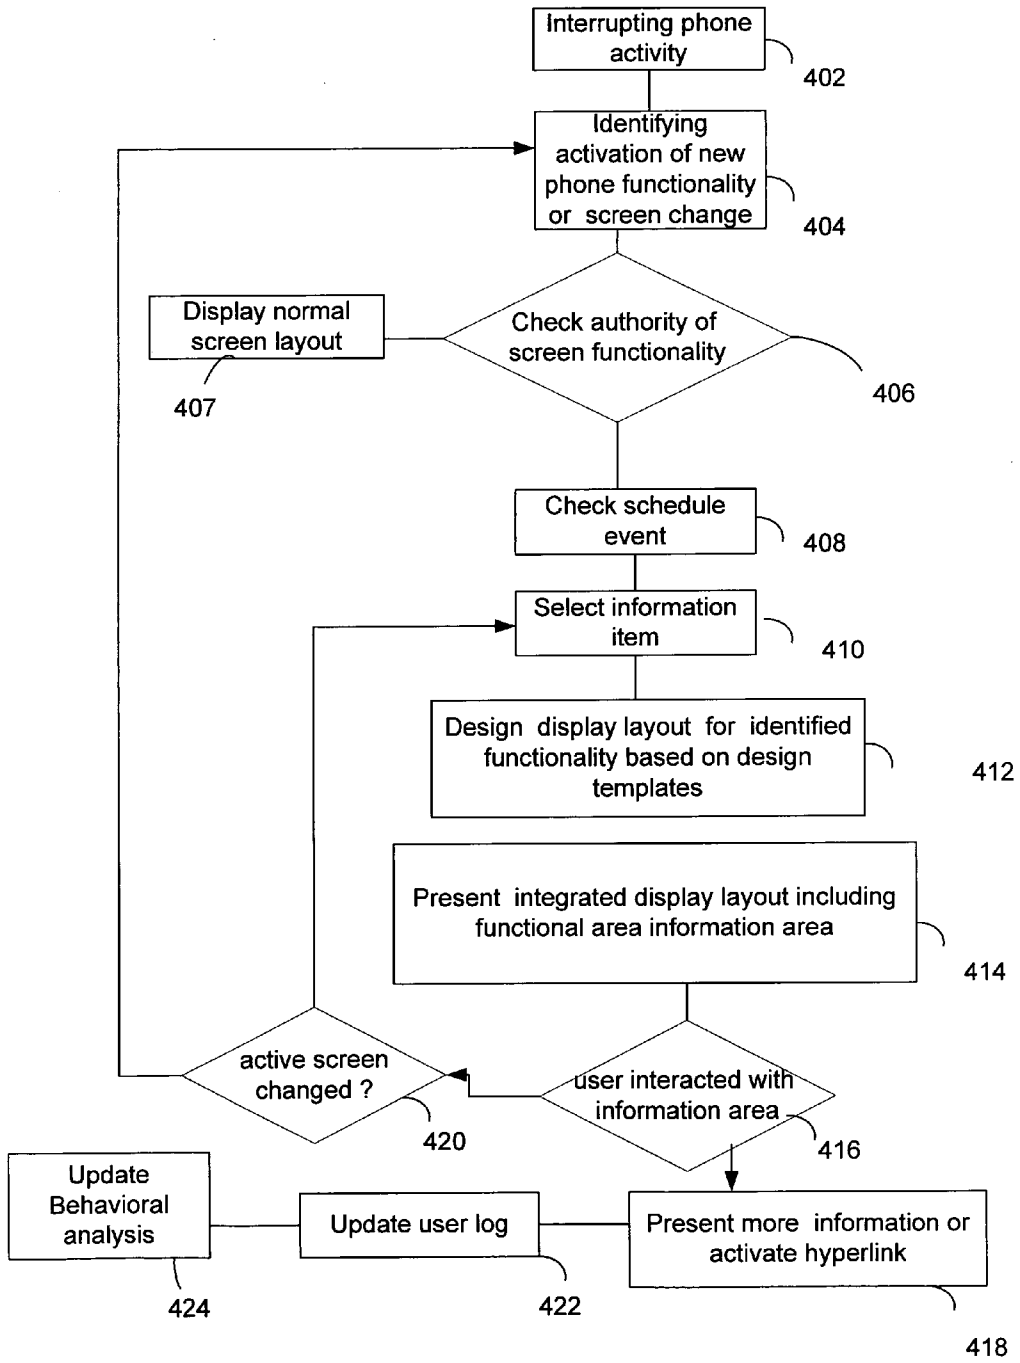 Interrupting phone
activity
402
Identifying
activation of new
phone functionality
or screen change
404
Display normal
screen layout
407
Check authority of
screen functionality
406
Check schedule
event
408
Select information
item
410
Design display layout for identified
functionality based on design
templates
412
Present integrated display layout including
functional area information area
414
active screen
changed ?
420
user interacted with
information area
416
Update
Behavioral
analysis
424
Update user log
422
Present more information or
activate hyperlink
418